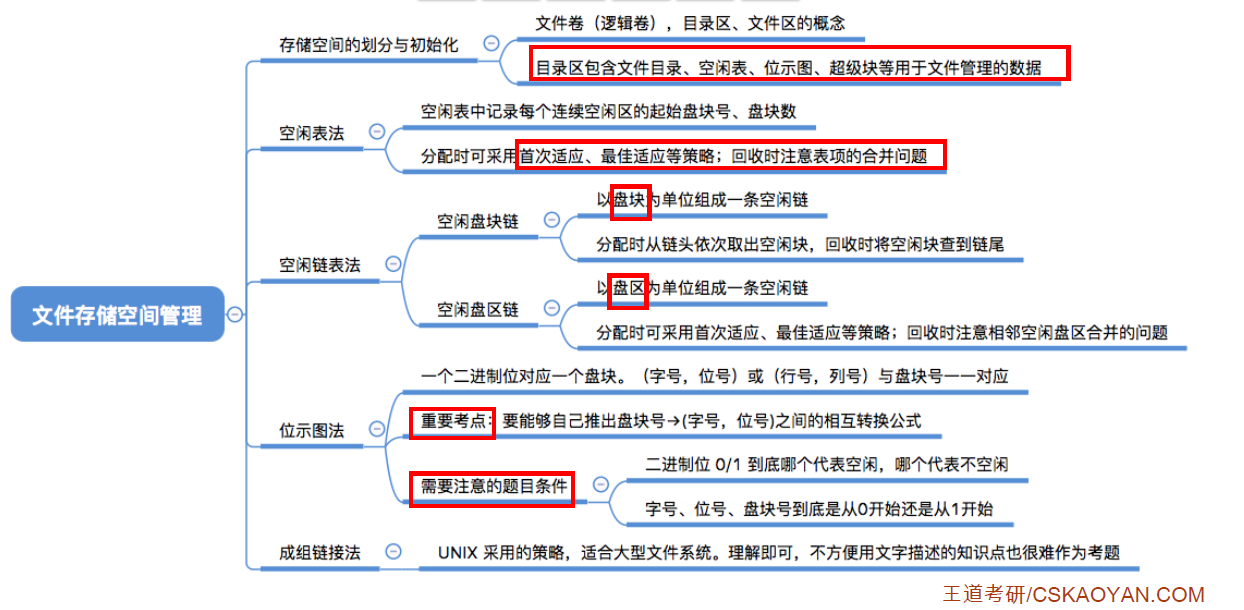 文件卷（逻辑卷），目录区、文件区的概念
存储空间的划分与初始化
目录区包含文件目录、空闲表、位示图、超级块等用于文件管理的数据
空闲表中记录每个连续空闲区的起始盘块号、盘块数
空闲表法
分配时可采用首次适应、最佳适应等策略；回收时注意表项的合并问题
以盘块为单位组成一条空闲链
空闲盘块链
分配时从链头依次取出空闲块，回收时将空闲块查到链尾
空闲链表法
以盘区为单位组成一条空闲链
空闲盘区链
分配时可采用首次适应、最佳适应等策略；回收时注意相邻空闲盘区合并的问题
文件存储空间管理
一个二进制位对应一个盘块。（字号，位号）或（行号，列号）与盘块号一一对应
重要考点：要能够自己推出盘块号→(字号，位号)之间的相互转换公式
位示图法
二进制位 0/1 到底哪个代表空闲，哪个代表不空闲
需要注意的题目条件
字号、位号、盘块号到底是从0开始还是从1开始
成组链接法
UNIX 采用的策略，适合大型文件系统。理解即可，不方便用文字描述的知识点也很难作为考题
王道考研/CSKAOYAN.COM